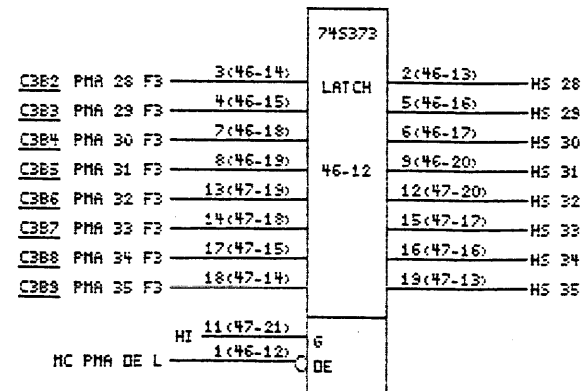 74S373
C3B2 PMA 28 F3 3(46-14) LATCH 2(46-13) HS 28
C3B3 PMA 29 F3 4(46-15) 5(46-16) HS 29
C3B4 PMA 30 F3 7(46-18) 6(46-17) HS 30
C3B5 PMA 31 F3 8(46-19) 46-12 9(46-20) HS 31
C3B6 PMA 32 F3 13(47-19) 12(47-20) HS 32
C3B7 PMA 33 F3 14(47-18) 15(47-17) HS 33
C3B8 PMA 34 F3 17(47-15) 16(47-16) HS 34
C3B9 PMA 35 F3 18(47-14) 19(47-13) HS 35
HI 11(47-21) G
MC PMA OE L 1(46-12) OE